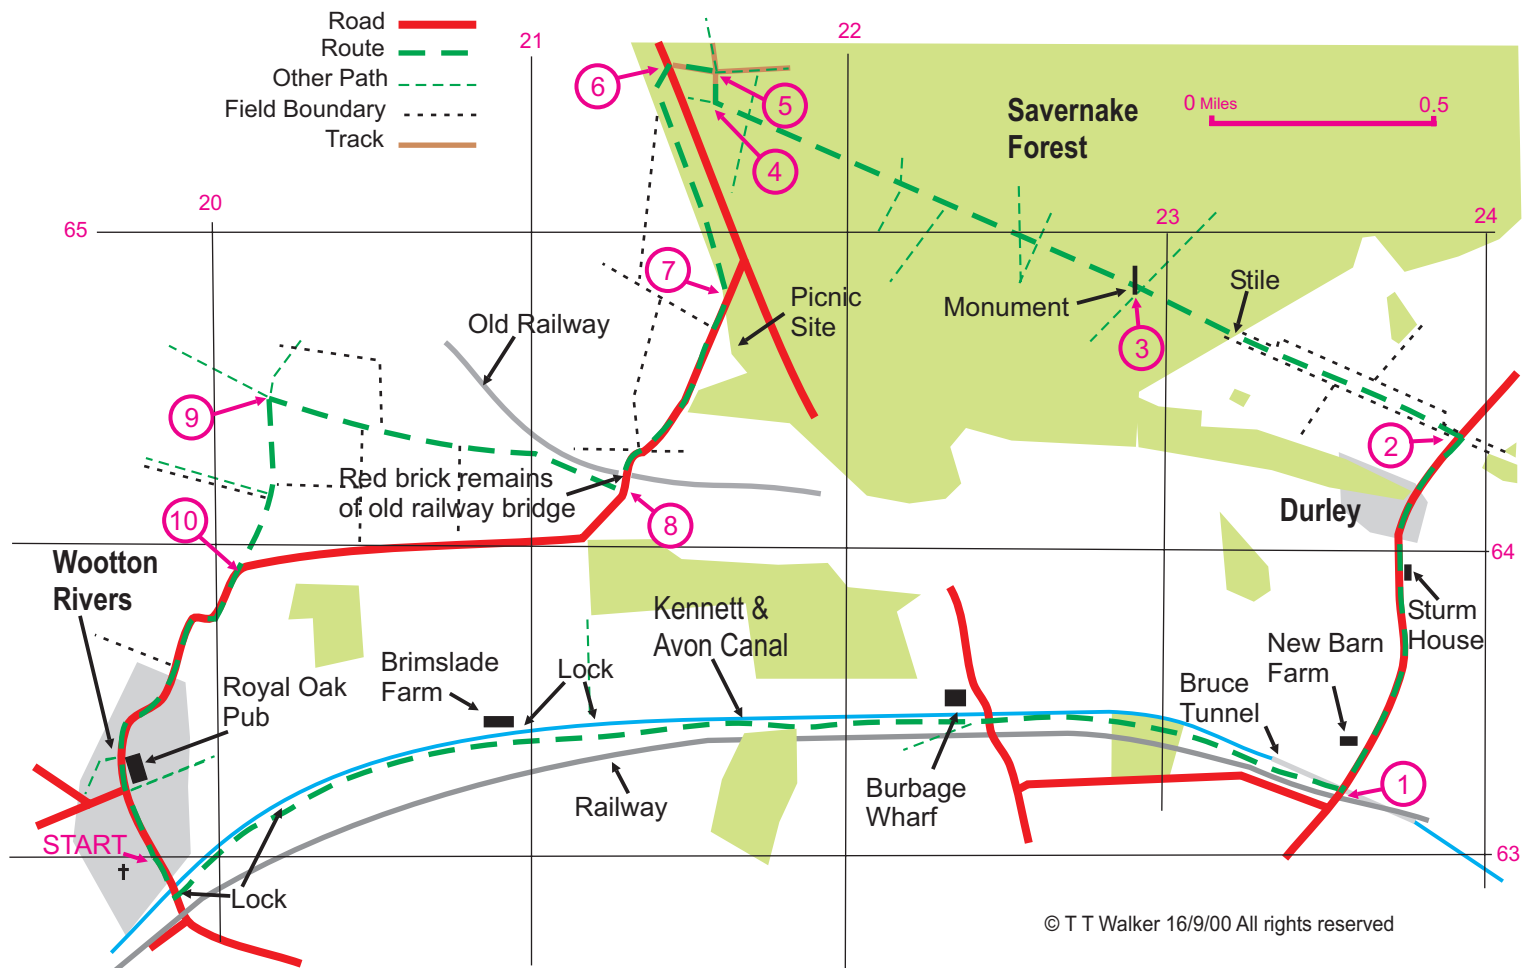 Road
Route
Other Path
Field Boundary
Track
21
22
20
65
6
5
4
Savernake
Forest
0 Miles
0.5
23
24
7
Picnic
Site
Monument
Stile
3
Old Railway
9
2
Red brick remains
of old railway bridge
8
10
Durley
64
Wootton
Rivers
Kennett &
Avon Canal
Sturm
House
New Barn
Farm
Brimslade
Farm
Lock
Royal Oak
Pub
Bruce
Tunnel
Burbage
Wharf
Railway
1
START
63
Lock
© T T Walker 16/9/00 All rights reserved